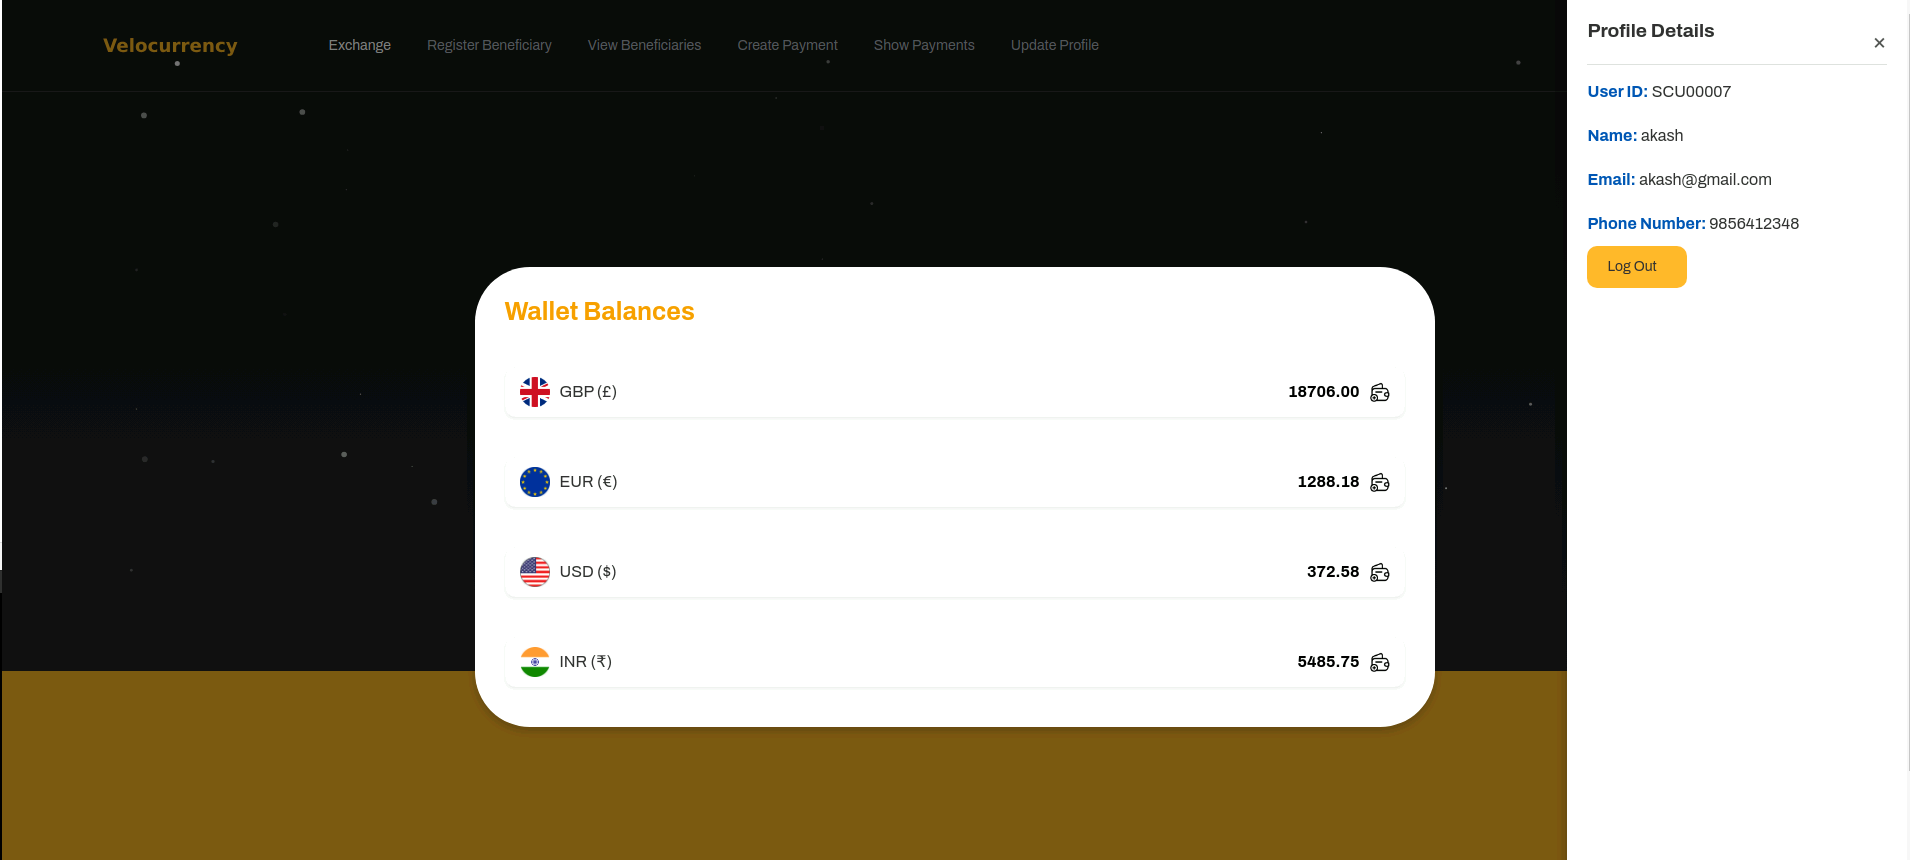 Velocurrency
Exchange
Register Beneficiary
View Beneficiaries
Create Payment
Show Payments
Update Profile
Wallet Balances
GBP (£) 18706.00
EUR (€) 1288.18
USD ($) 372.58
INR (₹) 5485.75
Profile Details
×
User ID: SCU00007
Name: akash
Email: akash@gmail.com
Phone Number: 9856412348
Log Out